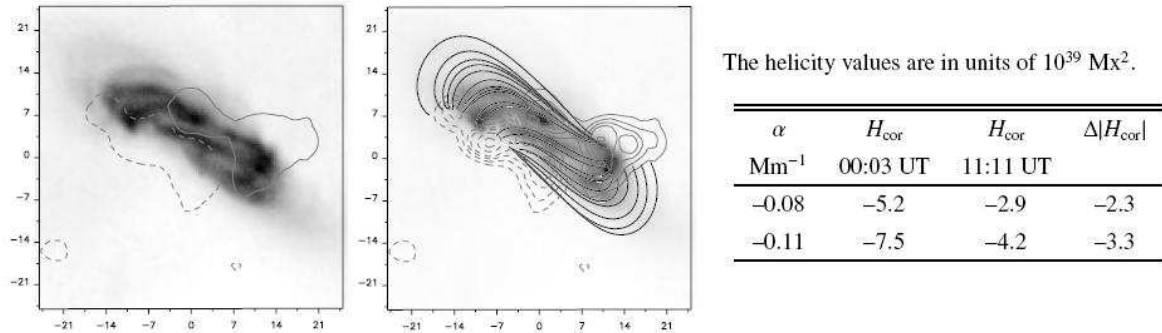 21
14
7
0
−7
−14
−21
−21 −14 −7 0 7 14 21
21
14
7
0
−7
−14
−21
−21 −14 −7 0 7 14 21
The helicity values are in units of 10³⁹ Mx².
α H_cor H_cor Δ|H_cor|
Mm⁻¹ 00:03 UT 11:11 UT
–0.08 –5.2 –2.9 –2.3
–0.11 –7.5 –4.2 –3.3